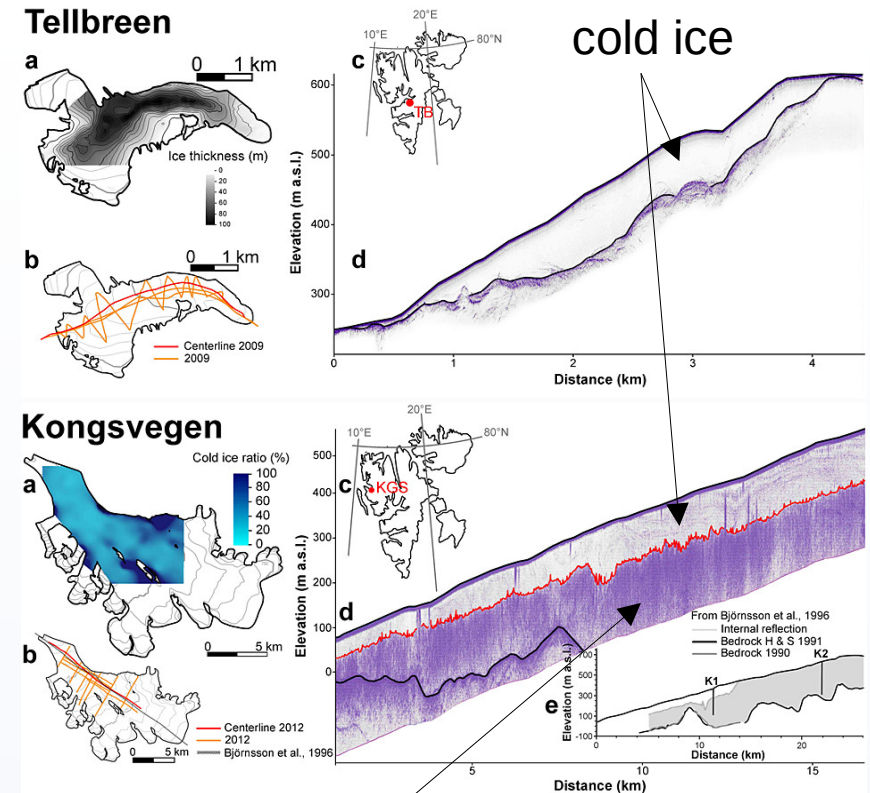 Tellbreen
cold ice
a
0 1 km
Ice thickness (m)
0
20
40
60
80
100
b
0 1 km
Centerline 2009
2009
c
10°E
20°E
80°N
TB
d
Elevation (m a.s.l.)
600
500
400
300
0 1 2 3 4
Distance (km)
Kongsvegen
a
Cold ice ratio (%)
100
80
60
40
20
0
0 5 km
b
Centerline 2012
2012
Björnsson et al., 1996
0 5 km
c
10°E
20°E
80°N
KGS
d
Elevation (m a.s.l.)
500
400
300
200
100
0
5 10 15
Distance (km)
From Björnsson et al., 1996
Internal reflection
Bedrock H & S 1991
Bedrock 1990
e
Elevation (m a.s.l.)
700
500
300
100
-100
K1
K2
0 10 20
Distance (km)